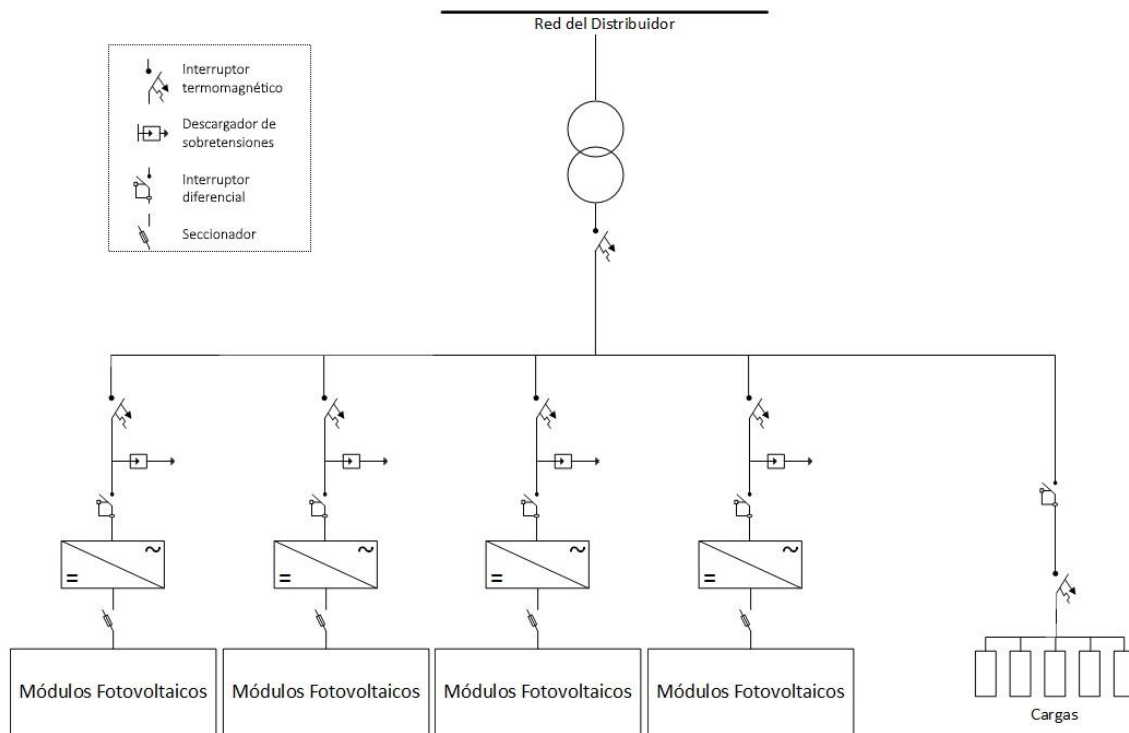 Red del Distribuidor
Interruptor
termomagnético
Descargador de
sobretensiones
Interruptor
diferencial
Seccionador
~
=
~
=
~
=
~
=
Módulos Fotovoltaicos
Módulos Fotovoltaicos
Módulos Fotovoltaicos
Módulos Fotovoltaicos
Cargas